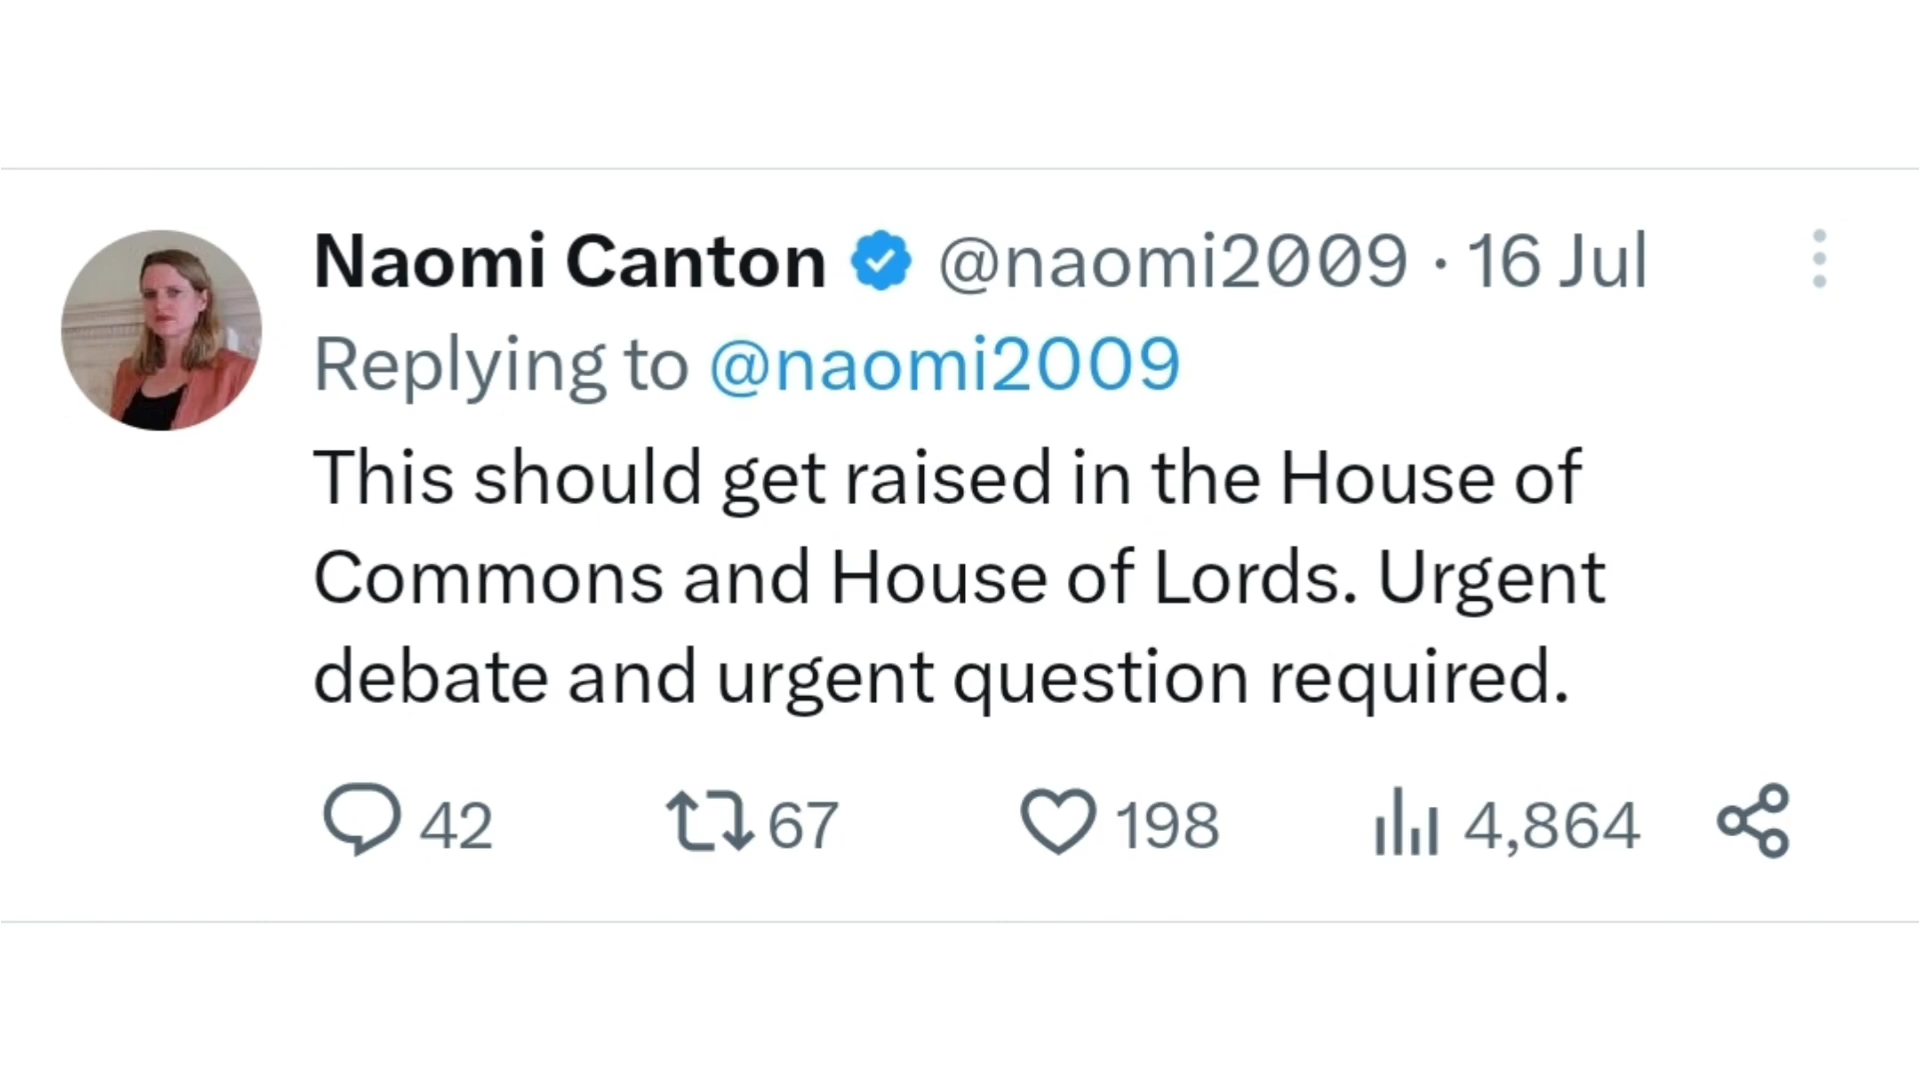 Naomi Canton @naomi2009 · 16 Jul
Replying to @naomi2009
This should get raised in the House of
Commons and House of Lords. Urgent
debate and urgent question required.
42 67 198 4,864